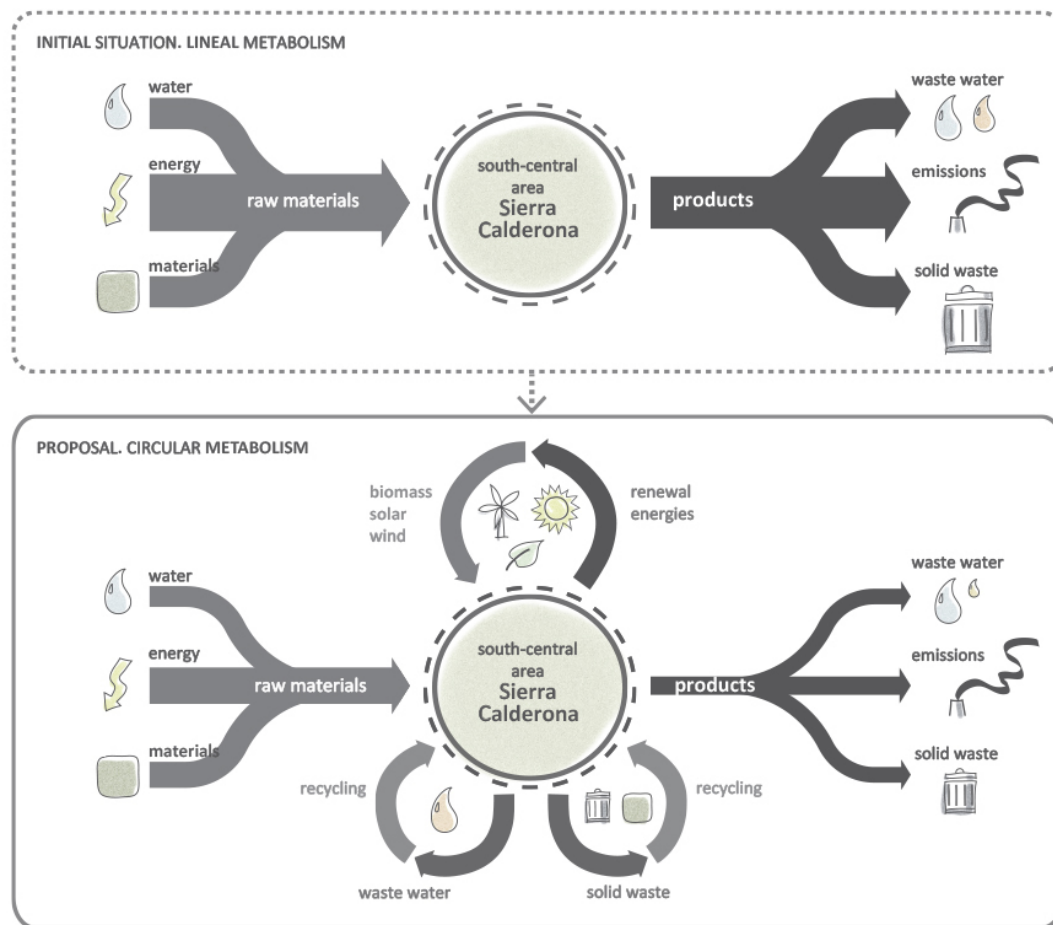 INITIAL SITUATION. LINEAL METABOLISM
water
energy
raw materials
materials
south-central
area
Sierra
Calderona
products
waste water
emissions
solid waste
PROPOSAL. CIRCULAR METABOLISM
biomass
solar
wind
renewal
energies
water
energy
raw materials
materials
south-central
area
Sierra
Calderona
products
waste water
emissions
solid waste
recycling
waste water
recycling
solid waste